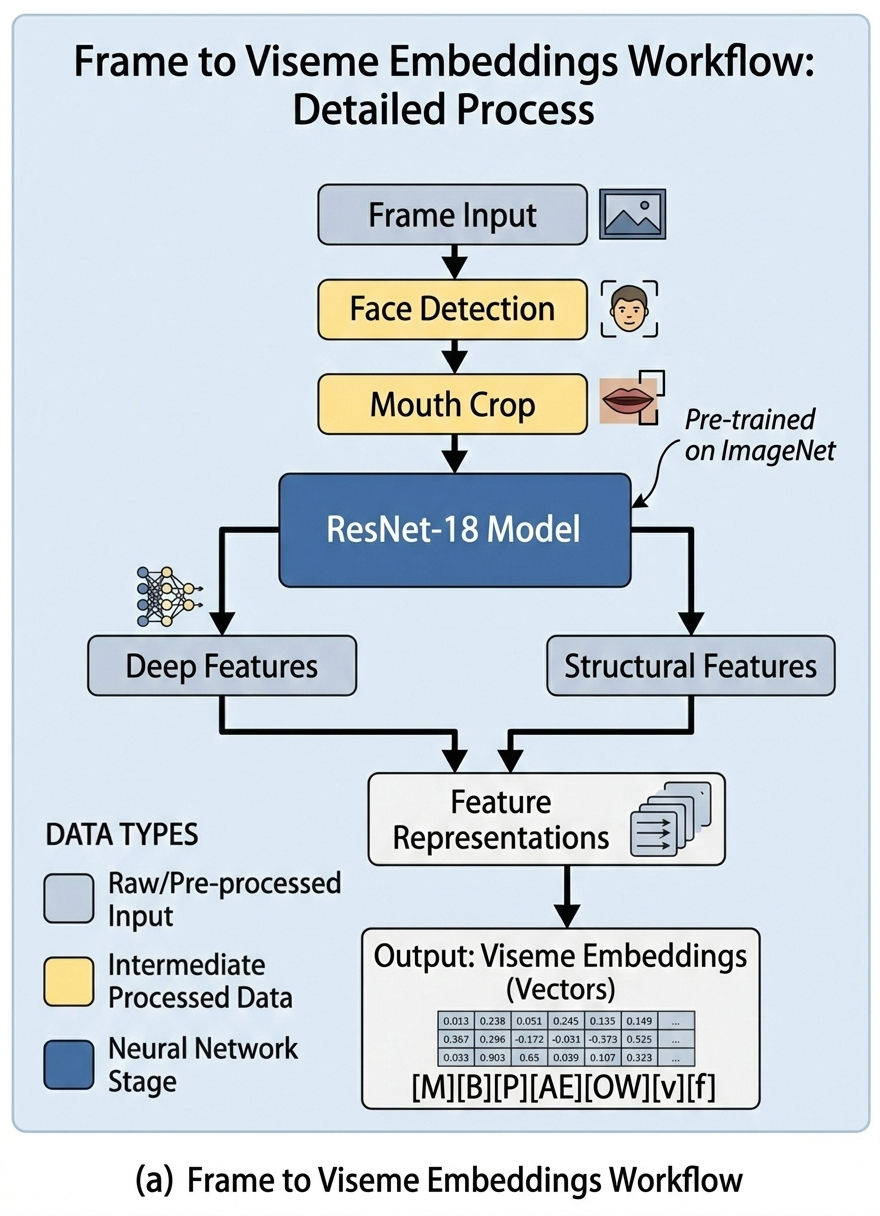 Frame to Viseme Embeddings Workflow:
Detailed Process
Frame Input
Face Detection
Mouth Crop
Pre-trained
on ImageNet
ResNet-18 Model
Deep Features
Structural Features
Feature
Representations
DATA TYPES
Raw/Pre-processed
Input
Intermediate
Processed Data
Neural Network
Stage
Output: Viseme Embeddings
(Vectors)
0.013 0.238 0.051 0.245 0.135 0.149 ...
0.367 0.296 -0.172 -0.031 -0.373 0.525 ...
0.033 0.903 0.65 0.039 0.107 0.323 ...
[M][B][P][AE][OW][v][f]
(a) Frame to Viseme Embeddings Workflow